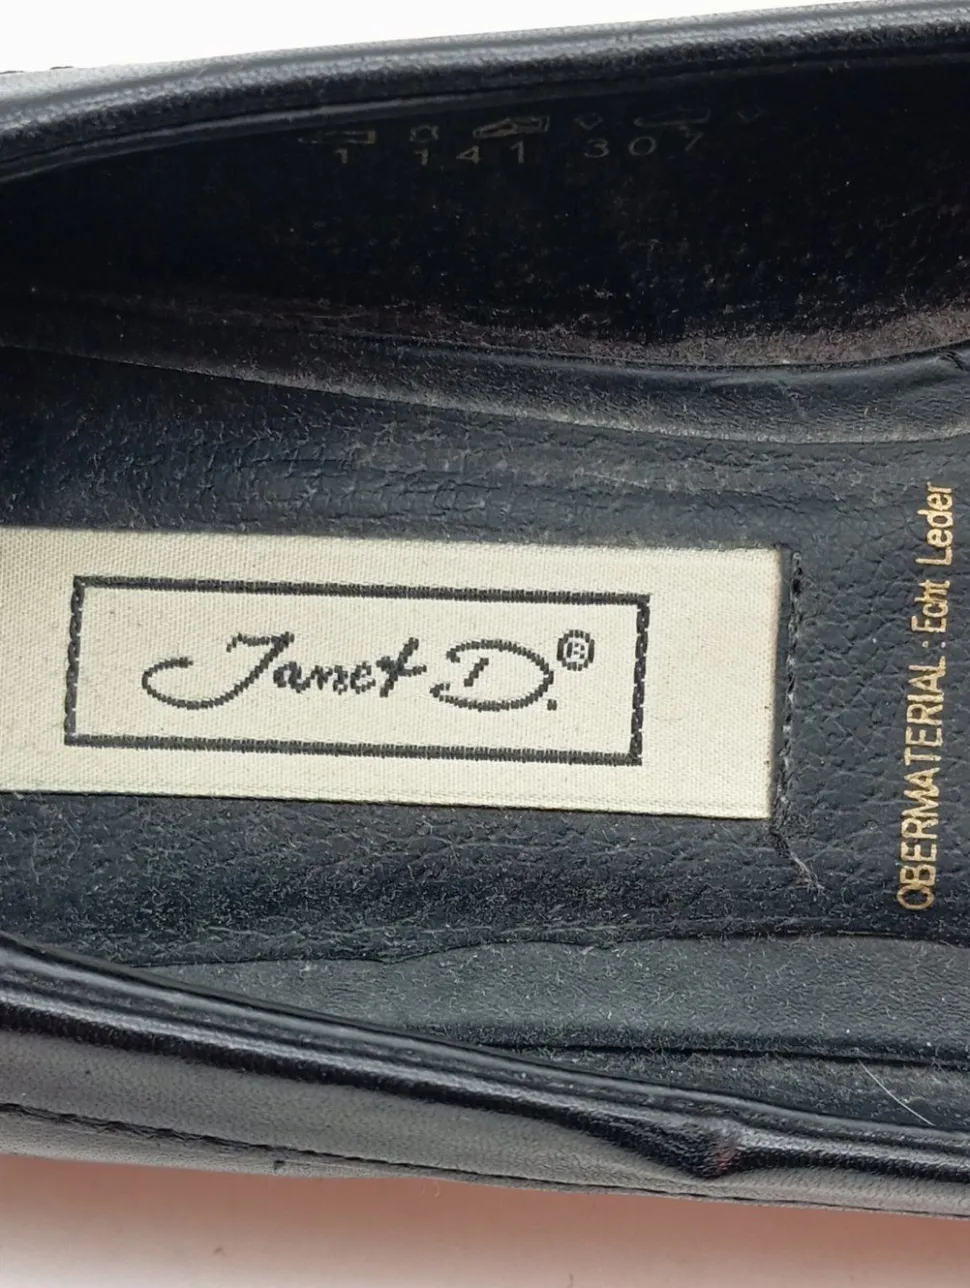 1 141 307
Janet D.®
OBERMATERIAL: Echt Leder